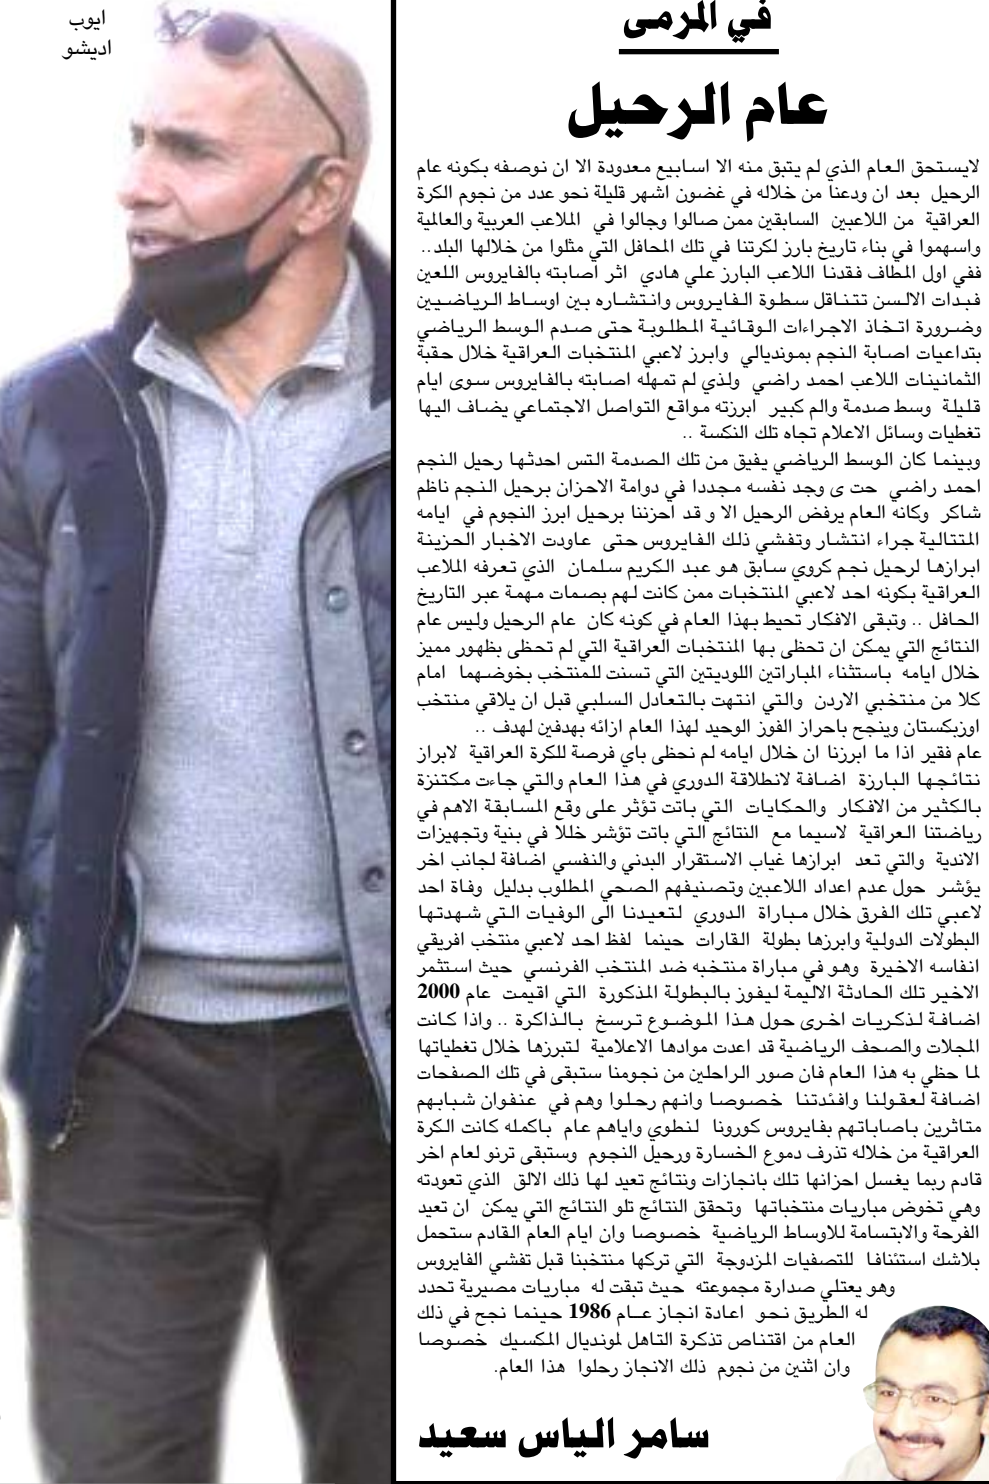 ايوب
اديشو
في المرمى
عام الرحيل
لايستحق العام الذي لم يتبق منه الا اسابيع معدودة الا ان نوصفه بكونه عام
الرحيل بعد ان ودعنا من خلاله في غضون اشهر قليلة نحو عدد من نجوم الكرة
العراقية من اللاعبين السابقين ممن صالوا وجالوا في الملاعب العربية والعالمية
واسهموا في بناء تاريخ بارز لكرتنا في تلك المحافل التي مثلوا من خلالها البلد..
ففي اول المطاف فقدنا اللاعب البارز علي هادي اثر اصابته بالفايروس اللعين
فبدات الالسن تتناقل سطوة الفايروس وانتشاره بين اوساط الرياضيين
وضرورة اتخاذ الاجراءات الوقائية المطلوبة حتى صدم الوسط الرياضي
بتداعيات اصابة النجم بمونديالي وابرز لاعبي المنتخبات العراقية خلال حقبة
الثمانينات اللاعب احمد راضي ولذي لم تمهله اصابته بالفايروس سوى ايام
قليلة وسط صدمة والم كبير ابرزته مواقع التواصل الاجتماعي يضاف اليها
تغطيات وسائل الاعلام تجاه تلك النكسة ..
وبينما كان الوسط الرياضي يفيق من تلك الصدمة التس احدثها رحيل النجم
احمد راضي حت ى وجد نفسه مجددا في دوامة الاحزان برحيل النجم ناظم
شاكر وكانه العام يرفض الرحيل الا و قد احزننا برحيل ابرز النجوم في ايامه
المتتالية جراء انتشار وتفشي ذلك الفايروس حتى عاودت الاخبار الحزينة
ابرازها لرحيل نجم كروي سابق هو عبد الكريم سلمان الذي تعرفه الملاعب
العراقية بكونه احد لاعبي المنتخبات ممن كانت لهم بصمات مهمة عبر التاريخ
الحافل .. وتبقى الافكار تحيط بهذا العام في كونه كان عام الرحيل وليس عام
النتائج التي يمكن ان تحظى بها المنتخبات العراقية التي لم تحظى بظهور مميز
خلال ايامه باستثناء المباراتين اللوديتين التي تسنت للمنتخب بخوضهما امام
كلا من منتخبي الاردن والتي انتهت بالتعادل السلبي قبل ان يلاقي منتخب
اوزبكستان وينجح باحراز الفوز الوحيد لهذا العام ازائه بهدفين لهدف ..
عام فقير اذا ما ابرزنا ان خلال ايامه لم نحظى باي فرصة للكرة العراقية لابراز
نتائجها البارزة اضافة لانطلاقة الدوري في هذا العام والتي جاءت مكتنزة
بالكثير من الافكار والحكايات التي باتت تؤثر على وقع المسابقة الاهم في
رياضتنا العراقية لاسيما مع النتائج التي باتت تؤشر خللا في بنية وتجهيزات
الاندية والتي تعد ابرازها غياب الاستقرار البدني والنفسي اضافة لجانب اخر
يؤشر حول عدم اعداد اللاعبين وتصنيفهم الصحي المطلوب بدليل وفاة احد
لاعبي تلك الفرق خلال مباراة الدوري لتعيدنا الى الوفيات التي شهدتها
البطولات الدولية وابرزها بطولة القارات حينما لفظ احد لاعبي منتخب افريقي
انفاسه الاخيرة وهو في مباراة منتخبه ضد المنتخب الفرنسي حيث استثمر
الاخير تلك الحادثة الاليمة ليفوز بالبطولة المذكورة التي اقيمت عام 2000
اضافة لذكريات اخرى حول هذا الموضوع ترسخ بالذاكرة .. واذا كانت
المجلات والصحف الرياضية قد اعدت موادها الاعلامية لتبرزها خلال تغطياتها
لما حظي به هذا العام فان صور الراحلين من نجومنا ستبقى في تلك الصفحات
اضافة لعقولنا وافئدتنا خصوصا وانهم رحلوا وهم في عنفوان شبابهم
متاثرين باصاباتهم بفايروس كورونا لنطوي واياهم عام باكمله كانت الكرة
العراقية من خلاله تذرف دموع الخسارة ورحيل النجوم وستبقى ترنو لعام اخر
قادم ربما يغسل احزانها تلك بانجازات ونتائج تعيد لها ذلك الالق الذي تعودته
وهي تخوض مباريات منتخباتها وتحقق النتائج تلو النتائج التي يمكن ان تعيد
الفرحة والابتسامة للاوساط الرياضية خصوصا وان ايام العام القادم ستحمل
بلاشك استئنافا للتصفيات المزدوجة التي تركها منتخبنا قبل تفشي الفايروس
وهو يعتلي صدارة مجموعته حيث تبقت له مباريات مصيرية تحدد
له الطريق نحو اعادة انجاز عام 1986 حينما نجح في ذلك
العام من اقتناص تذكرة التاهل لمونديال المكسيك خصوصا
وان اثنين من نجوم ذلك الانجاز رحلوا هذا العام.
سامر الياس سعيد